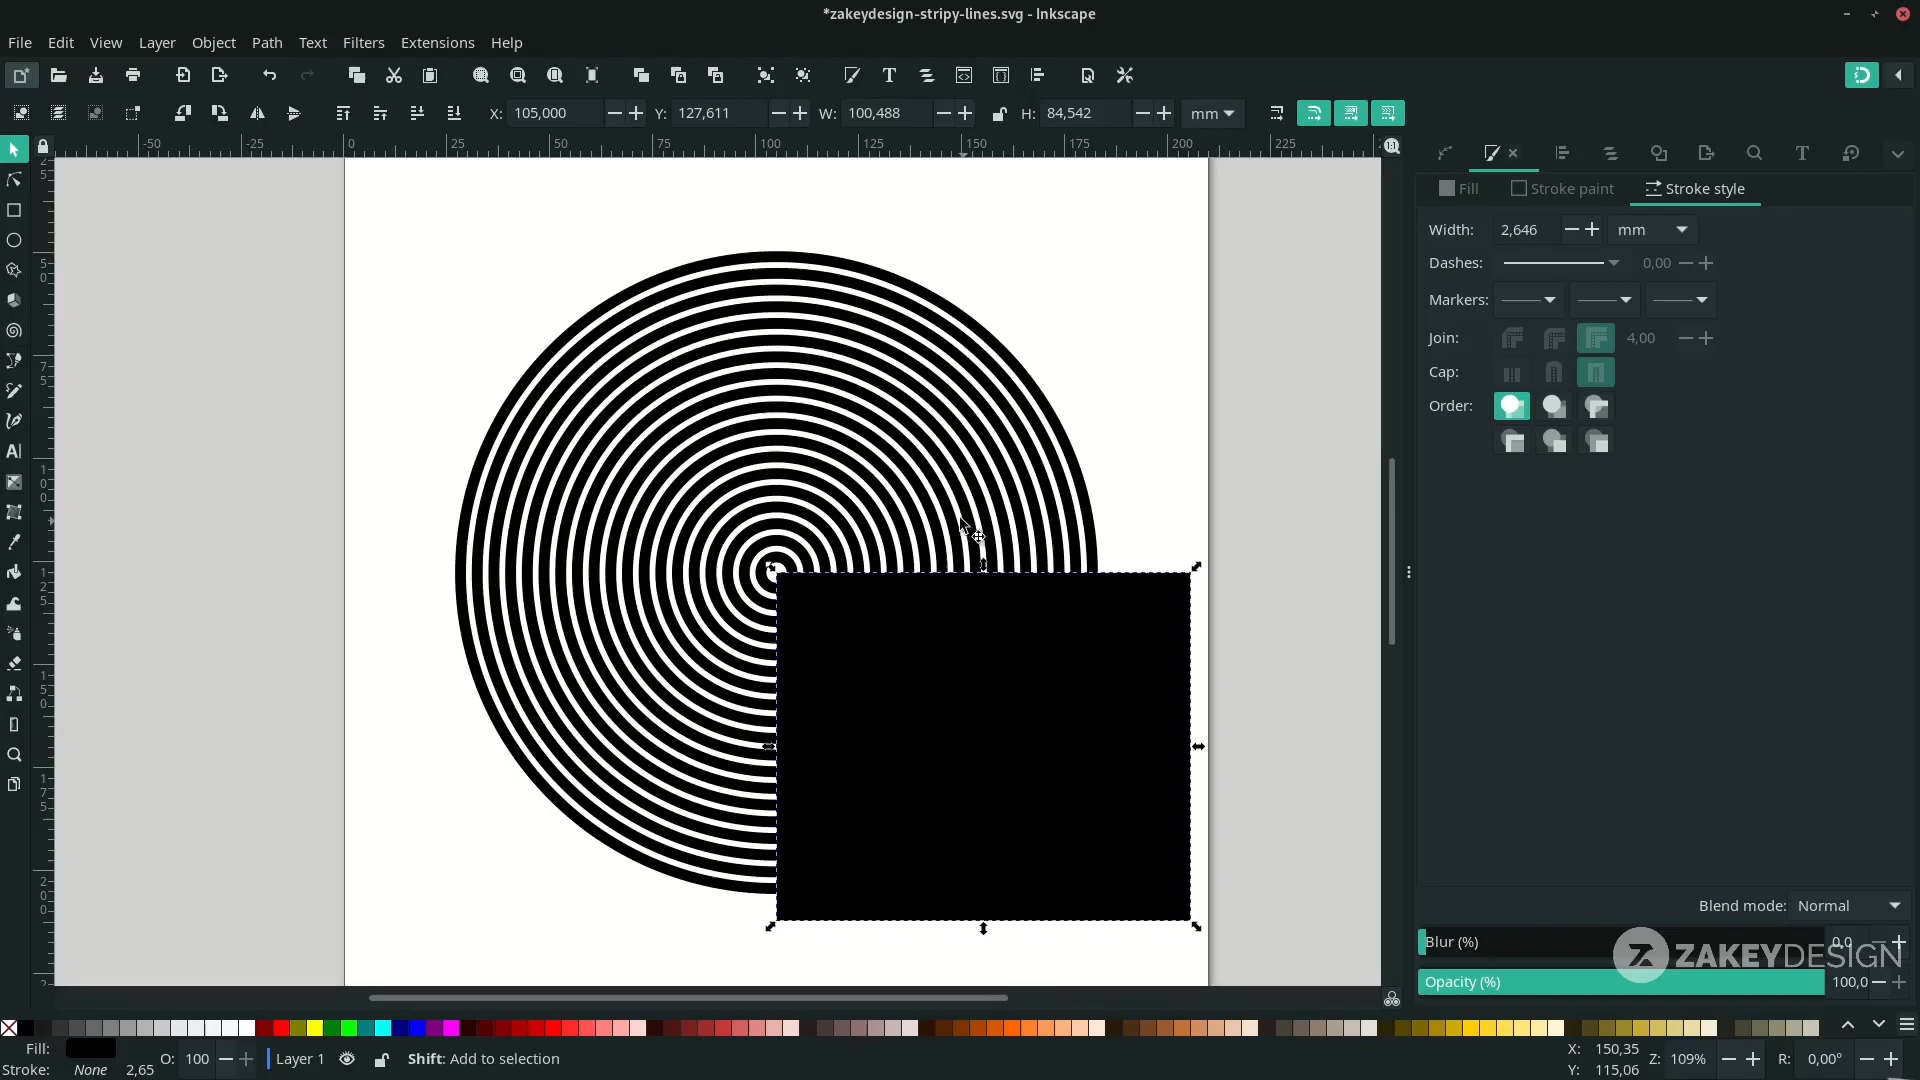 *zakeydesign-stripy-lines.svg - Inkscape
File Edit View Layer Object Path Text Filters Extensions Help
X: 105,000 Y: 127,611 W: 100,488 H: 84,542 mm
-50 -25 0 25 50 75 100 125 150 175 200 225
1:1
Fill Stroke paint Stroke style
Width: 2,646 mm
Dashes: 0,00
Markers:
Join: 4,00
Cap:
Order:
Blend mode: Normal
Blur (%) 0,0
ZAKEYDESIGN
Opacity (%) 100,0
Fill: O: 100 Layer 1 Shift: Add to selection X: 150,35 Z: 109% R: 0,00°
Stroke: None 2,65 Y: 115,06